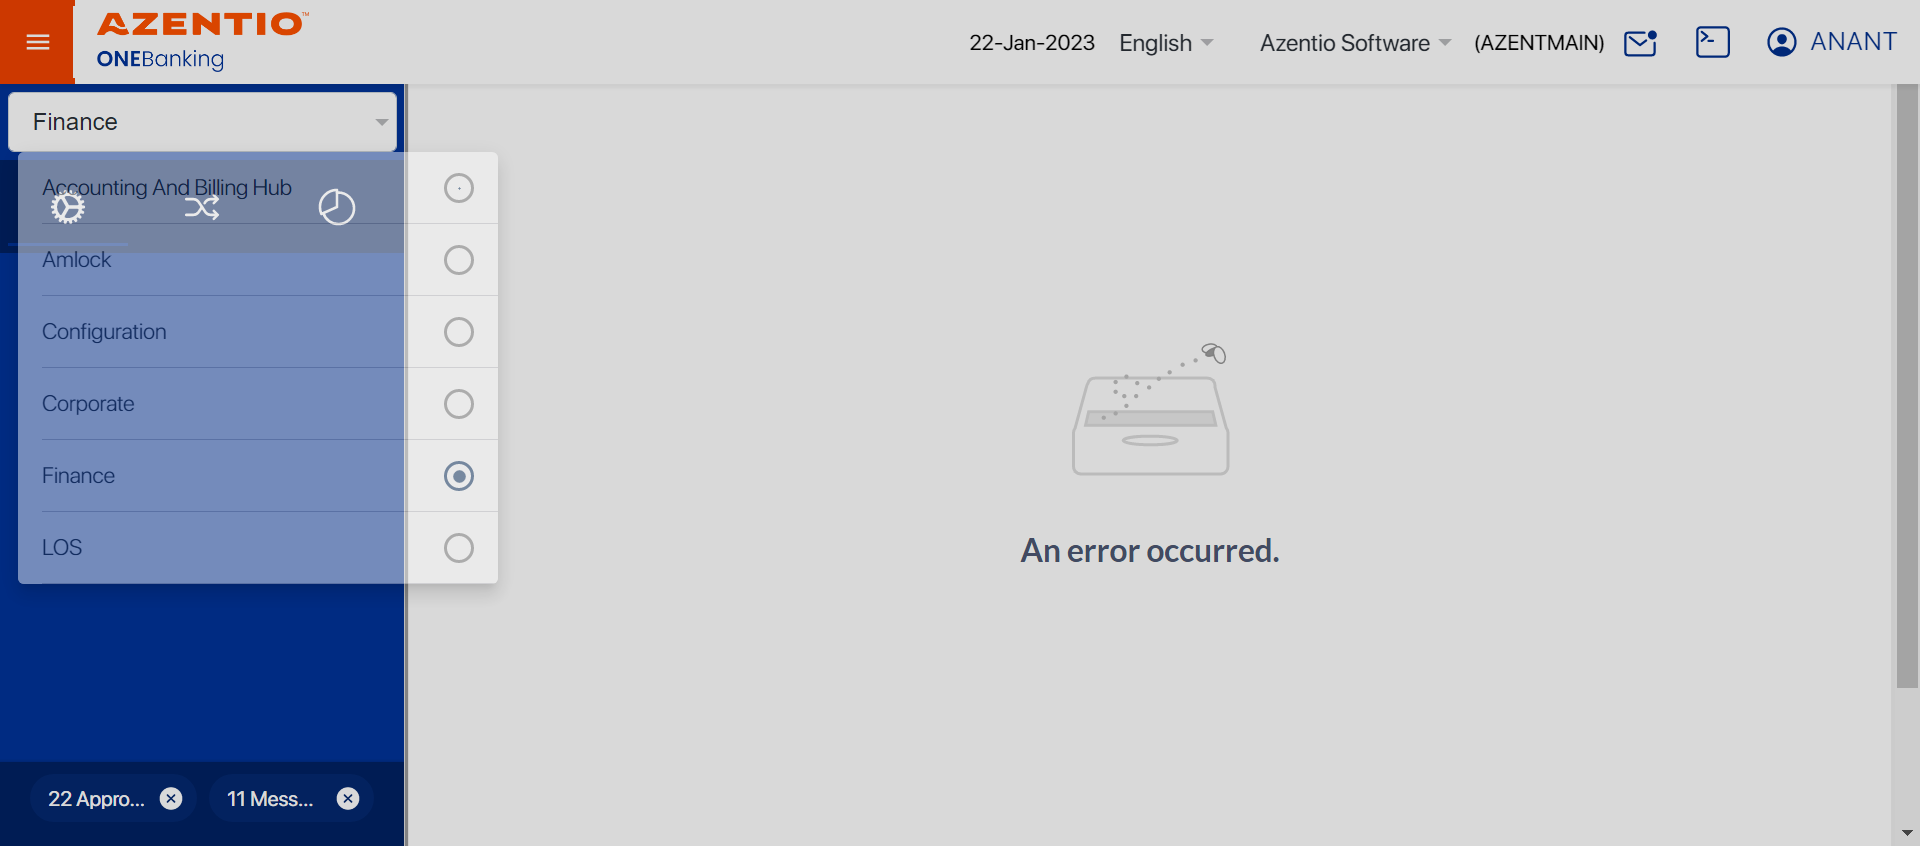 AZENTIO™
ONEBanking
22-Jan-2023 English Azentio Software (AZENTMAIN) ANANT
Finance
Accounting And Billing Hub
Amlock
Configuration
Corporate
Finance
LOS
An error occurred.
22 Appro... 11 Mess...